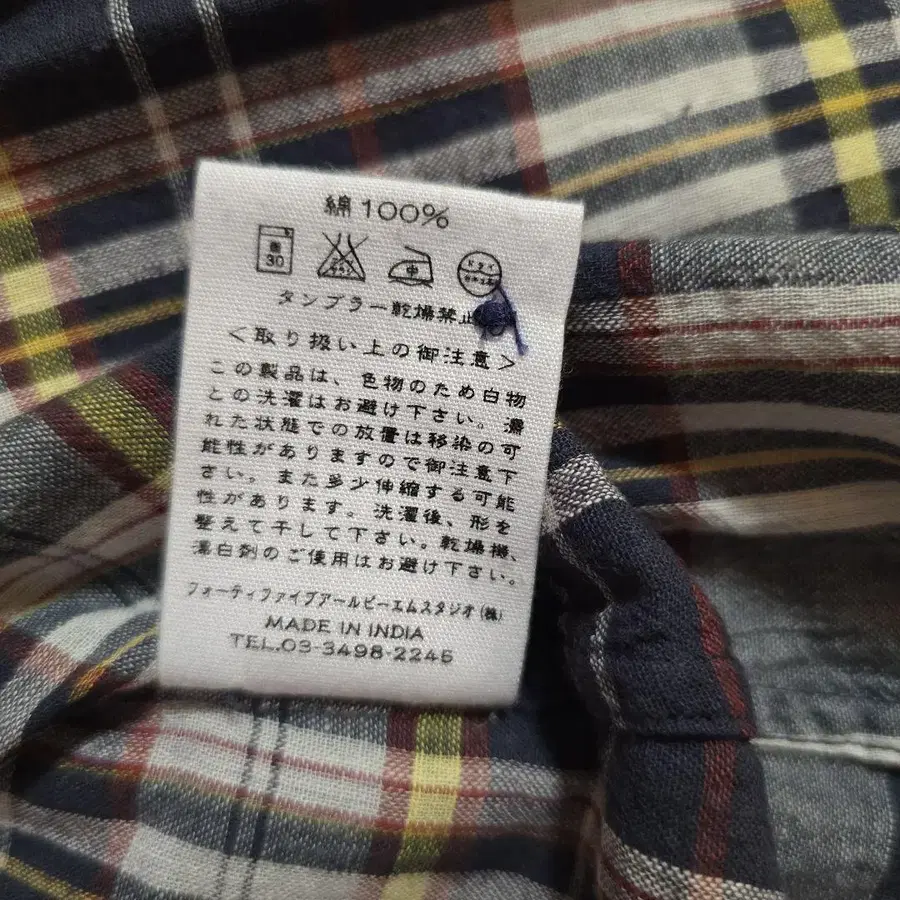 綿100%
30
中
タンブラー乾燥禁止
<取り扱い上の御注意>
この製品は、色物のため白物
との洗濯はお避け下さい。濡
れた状態での放置は移染の可
能性がありますので御注意下
さい。また多少伸縮する可能
性があります。洗濯後、形を
整えて干して下さい。乾燥機、
漂白剤のご使用はお避け下さい。
フォーティファイブアールピーエムスタジオ(株)
MADE IN INDIA
TEL.03-3498-2245